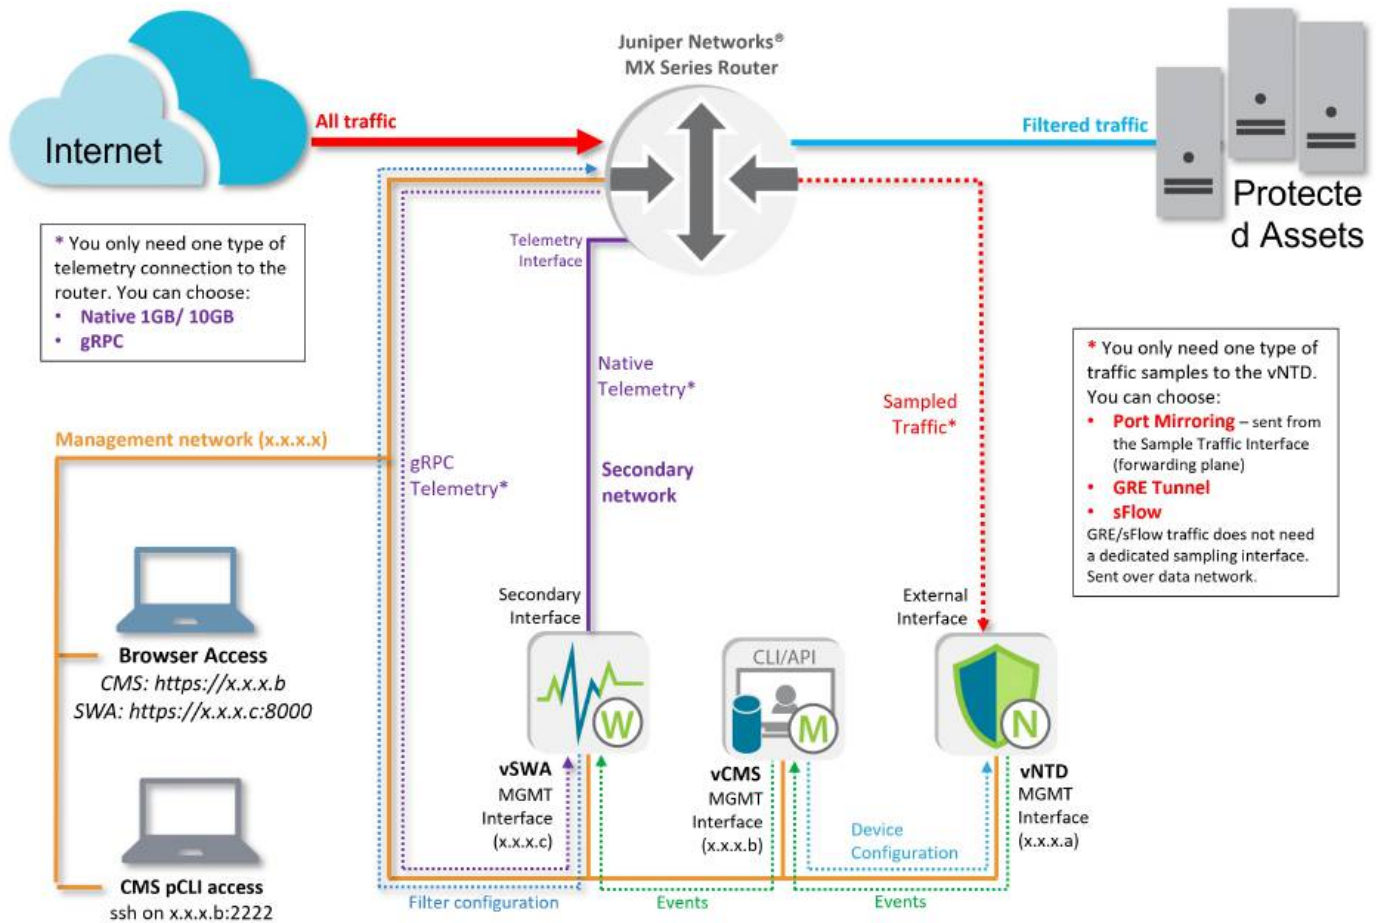 Juniper Networks®
MX Series Router
Internet
All traffic
Filtered traffic
Protecte
d Assets
* You only need one type of
telemetry connection to the
router. You can choose:
• Native 1GB/ 10GB
• gRPC
Telemetry
Interface
* You only need one type of
traffic samples to the vNTD.
You can choose:
• Port Mirroring – sent from
the Sample Traffic Interface
(forwarding plane)
• GRE Tunnel
• sFlow
GRE/sFlow traffic does not need
a dedicated sampling interface.
Sent over data network.
Native
Telemetry*
Sampled
Traffic*
Management network (x.x.x.x)
gRPC
Telemetry*
Secondary
network
Browser Access
CMS: https://x.x.x.b
SWA: https://x.x.x.c:8000
Secondary
Interface
External
Interface
W
CLI/API
M
N
vSWA
MGMT
Interface
(x.x.x.c)
vCMS
MGMT
Interface
(x.x.x.b)
Device
Configuration
vNTD
MGMT
Interface
(x.x.x.a)
CMS pCLI access
ssh on x.x.x.b:2222
Filter configuration
Events
Events